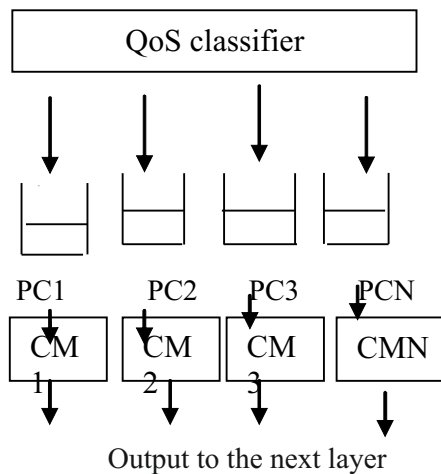 QoS classifier
PC1 PC2 PC3 PCN
CM CM CM CMN
1 2 3
Output to the next layer